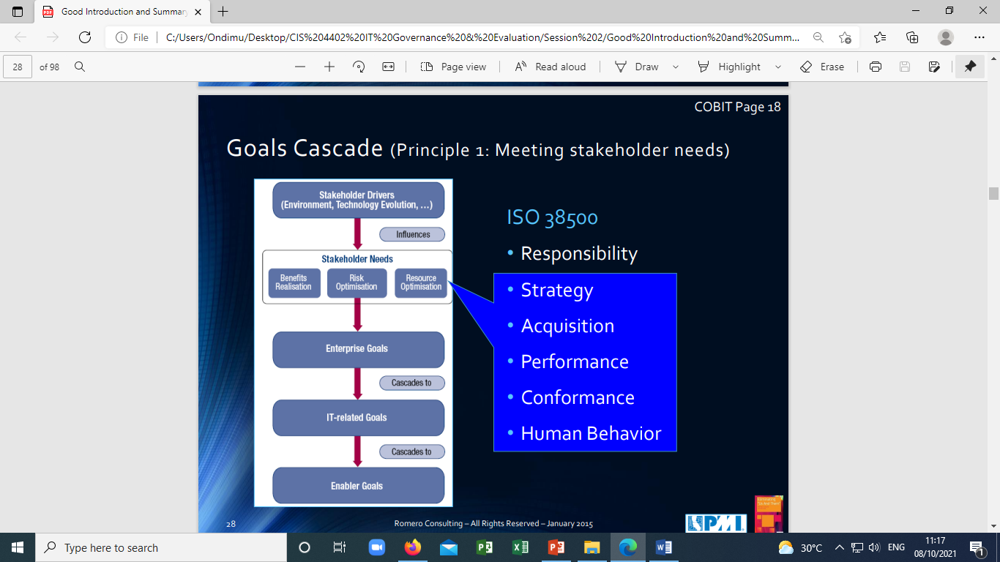 Good Introduction and Summary
File
C:/Users/Ondimu/Desktop/CIS%204402%20IT%20Governance%20&%20Evaluation/Session%202/Good%20Introduction%20and%20Summ...
28
of 98
Page view
Read aloud
Draw
Highlight
Erase
COBIT Page 18
Goals Cascade (Principle 1: Meeting stakeholder needs)
Stakeholder Drivers
(Environment, Technology Evolution, …)
Influences
Stakeholder Needs
Benefits
Realisation
Risk
Optimisation
Resource
Optimisation
Enterprise Goals
Cascades to
IT-related Goals
Cascades to
Enabler Goals
ISO 38500
• Responsibility
• Strategy
• Acquisition
• Performance
• Conformance
• Human Behavior
28
Romero Consulting – All Rights Reserved – January 2015
PMI
Type here to search
30°C
ENG
11:17
08/10/2021
1